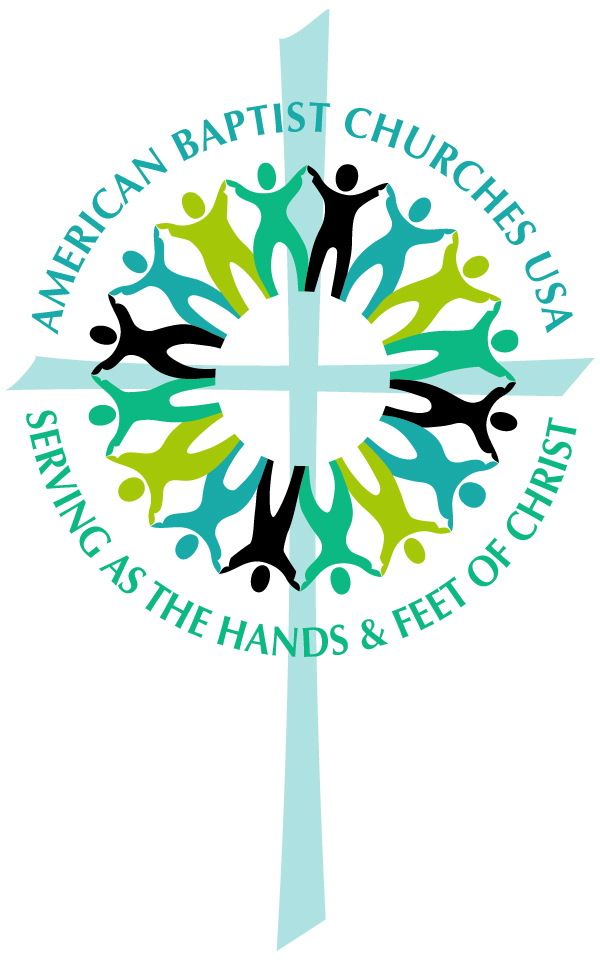 AMERICAN BAPTIST CHURCHES USA
SERVING AS THE HANDS & FEET OF CHRIST